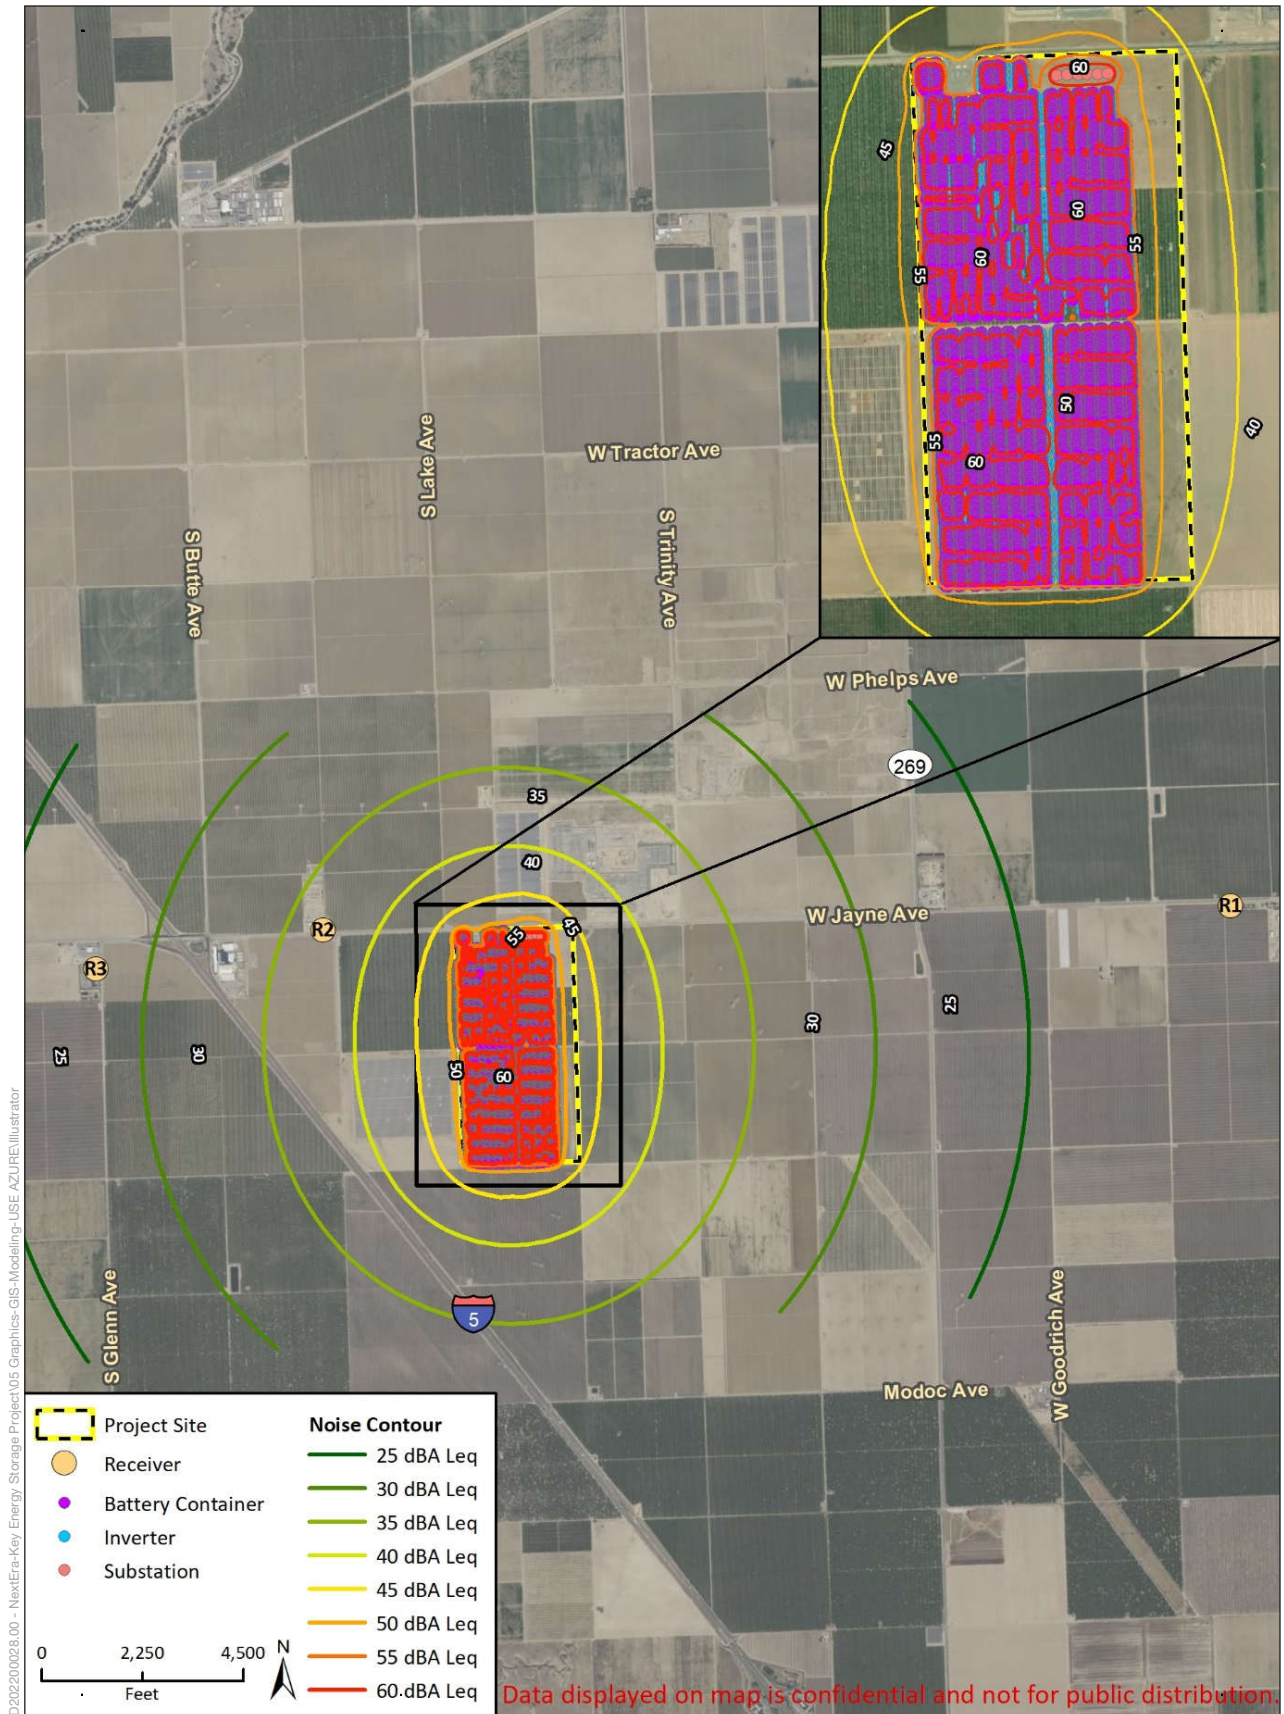 60
45
60
60
55
55
50
40
55
60
W Tractor Ave
S Lake Ave
S Trinity Ave
S Butte Ave
W Phelps Ave
269
35
40
W Jayne Ave
R1
R2
45
55
R3
25
30
50
60
30
25
S Glenn Ave
5
W Goodrich Ave
Modoc Ave
Project Site
Receiver
Battery Container
Inverter
Substation
0 2,250 4,500
Feet
N
Noise Contour
25 dBA Leq
30 dBA Leq
35 dBA Leq
40 dBA Leq
45 dBA Leq
50 dBA Leq
55 dBA Leq
60 dBA Leq
Data displayed on map is confidential and not for public distribution.
D202200028.00 - NextEra-Key Energy Storage Project\05 Graphics-GIS-Modeling-USE AZURE\Illustrator